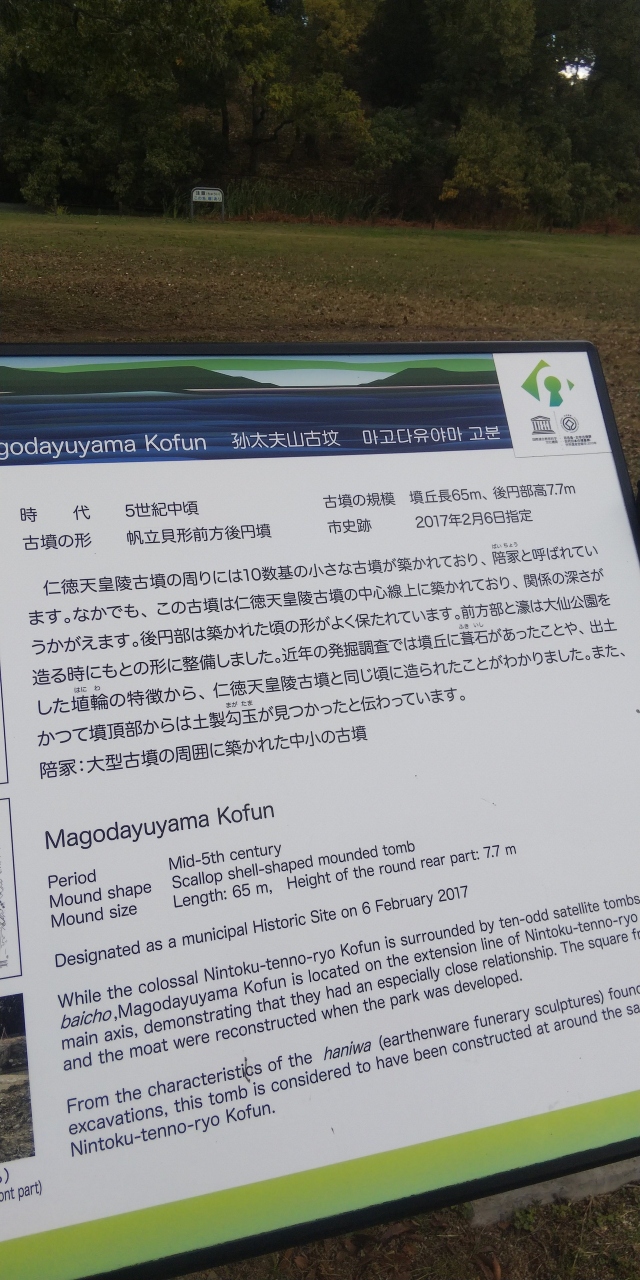 godayuyama Kofun 孙太夫山古坟 마고다유야마 고분
時 代 5世紀中頃 古墳の規模 墳丘長65m、後円部高7.7m
古墳の形 帆立貝形前方後円墳 市史跡 2017年2月6日指定
仁徳天皇陵古墳の周りには10数基の小さな古墳が築かれており、陪冢と呼ばれてい
ます。なかでも、この古墳は仁徳天皇陵古墳の中心線上に築かれており、関係の深さが
うかがえます。後円部は築かれた頃の形がよく保たれています。前方部と濠は大仙公園を
造る時にもとの形に整備しました。近年の発掘調査では墳丘に葺石があったことや、出土
した埴輪の特徴から、仁徳天皇陵古墳と同じ頃に造られたことがわかりました。また、
かつて墳頂部からは土製勾玉が見つかったと伝わっています。
陪冢：大型古墳の周囲に築かれた中小の古墳
Magodayuyama Kofun
Period Mid-5th century
Mound shape Scallop shell-shaped mounded tomb
Mound size Length: 65 m, Height of the round rear part: 7.7 m
Designated as a municipal Historic Site on 6 February 2017
While the colossal Nintoku-tenno-ryo Kofun is surrounded by ten-odd satellite tombs
baicho ,Magodayuyama Kofun is located on the extension line of Nintoku-tenno-ryo
main axis, demonstrating that they had an especially close relationship. The square
and the moat were reconstructed when the park was developed.
From the characteristics of the haniwa (earthenware funerary sculptures)
excavations, this tomb is considered to have been constructed at around the
Nintoku-tenno-ryo Kofun.
ont part)